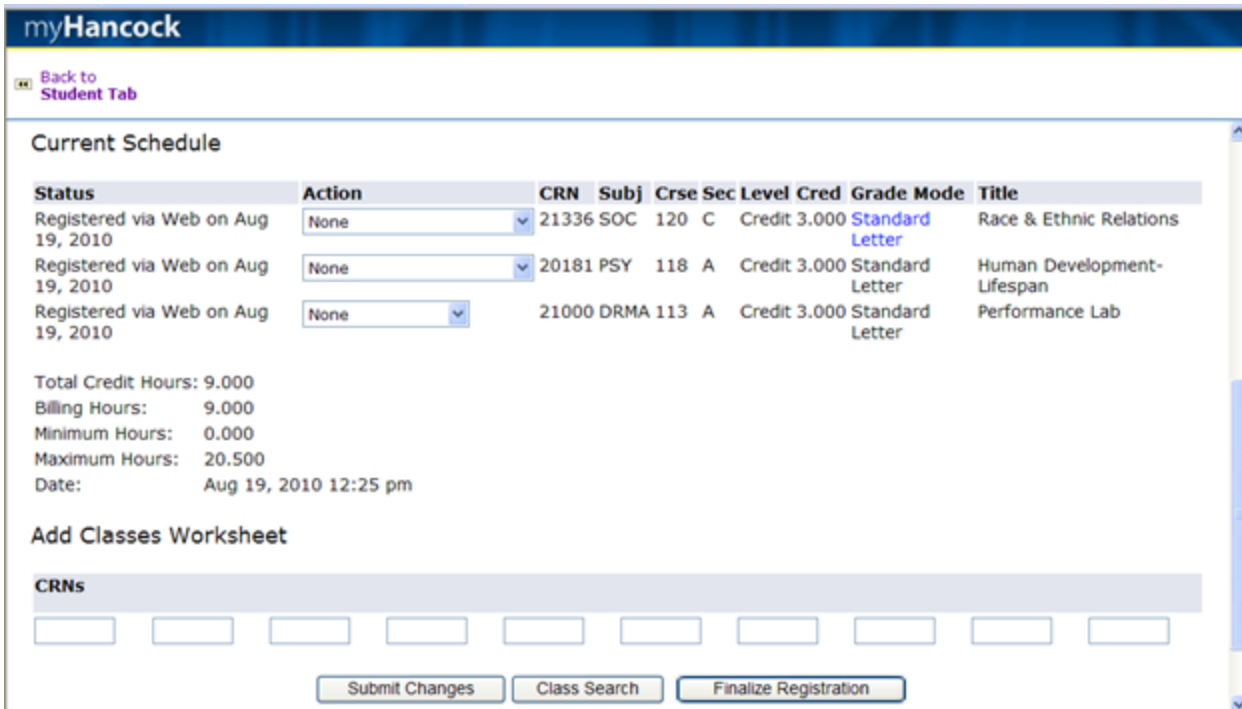 myHancock
Back to
Student Tab
Current Schedule
Status Action CRN Subj Crse Sec Level Cred Grade Mode Title
Registered via Web on Aug 19, 2010 None 21336 SOC 120 C Credit 3.000 Standard Letter Race & Ethnic Relations
Registered via Web on Aug 19, 2010 None 20181 PSY 118 A Credit 3.000 Standard Letter Human Development-Lifespan
Registered via Web on Aug 19, 2010 None 21000 DRMA 113 A Credit 3.000 Standard Letter Performance Lab
Total Credit Hours: 9.000
Billing Hours: 9.000
Minimum Hours: 0.000
Maximum Hours: 20.500
Date: Aug 19, 2010 12:25 pm
Add Classes Worksheet
CRNs
Submit Changes Class Search Finalize Registration